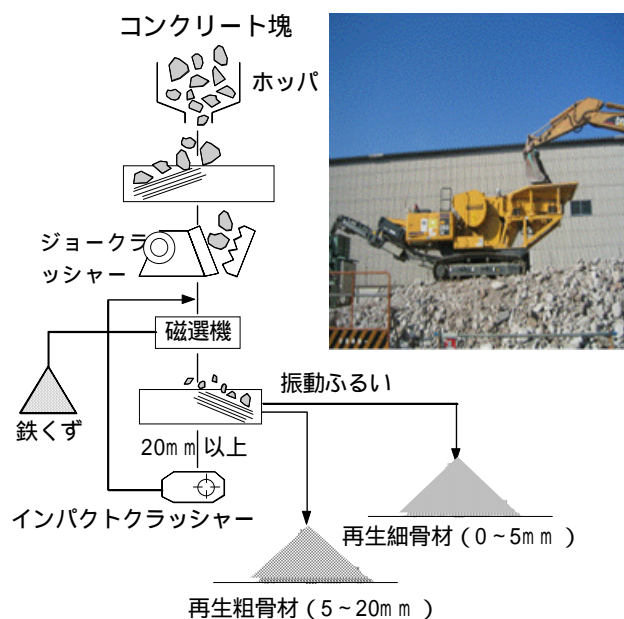 コンクリート塊
ホッパ
ジョークラ
ッシャー
磁選機
鉄くず
振動ふるい
20mm以上
インパクトクラッシャー
再生細骨材(0~5mm)
再生粗骨材(5~20mm)